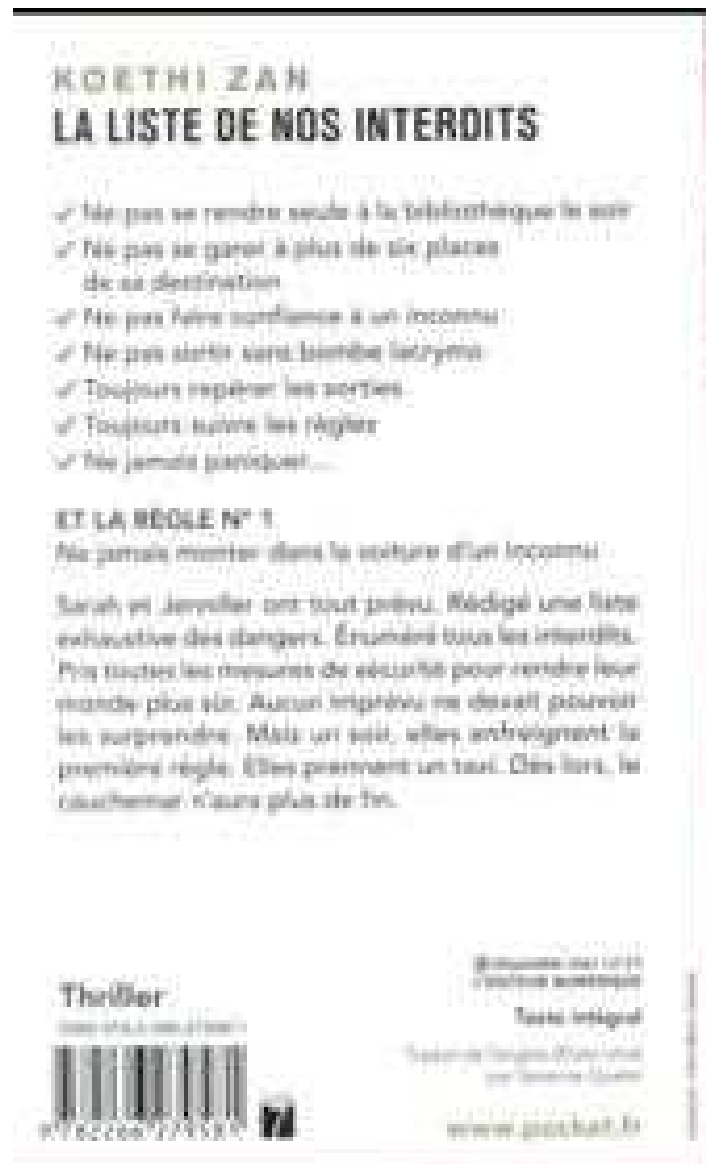 KOETHI ZAN
LA LISTE DE NOS INTERDITS
✓ Ne pas se rendre seule à la bibliothèque le soir
✓ Ne pas se garer à plus de six places
de sa destination
✓ Ne pas faire confiance à un inconnu
✓ Ne pas sortir sans bombe lacrymo
✓ Toujours repérer les sorties
✓ Toujours suivre les règles
✓ Ne jamais paniquer...
ET LA RÈGLE N° 1
Ne jamais monter dans la voiture d'un inconnu
Sarah et Jennifer ont tout prévu. Rédigé une liste
exhaustive des dangers. Énuméré tous les interdits.
Pris toutes les mesures de sécurité pour rendre leur
monde plus sûr. Aucun imprévu ne devait pouvoir
les surprendre. Mais un soir, elles enfreignent la
première règle. Elles prennent un taxi. Dès lors, le
cauchemar n'aura plus de fin.
Thriller
Texte intégral
www.pocket.fr